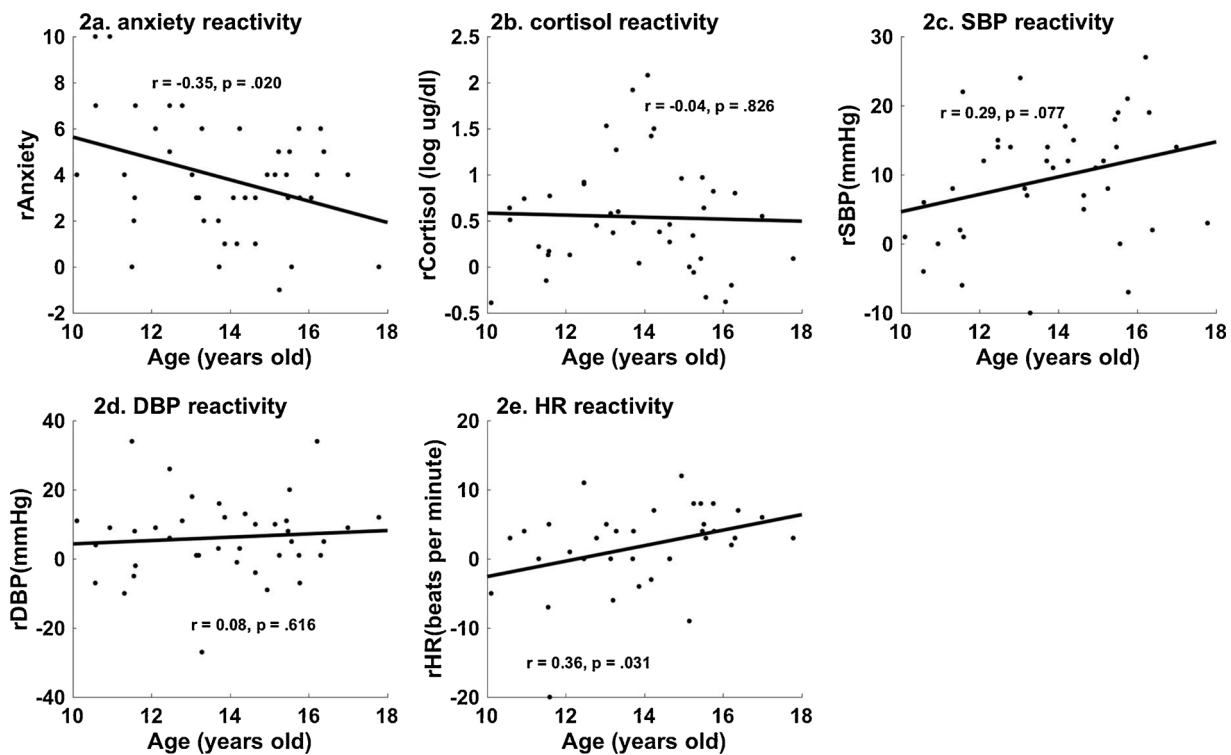 2a. anxiety reactivity
10
8
6
4
2
0
-2
rAnxiety
r = -0.35, p = .020
10 12 14 16 18
Age (years old)
2b. cortisol reactivity
2.5
2
1.5
1
0.5
0
-0.5
rCortisol (log ug/dl)
r = -0.04, p = .826
10 12 14 16 18
Age (years old)
2c. SBP reactivity
30
20
10
0
-10
rSBP(mmHg)
r = 0.29, p = .077
10 12 14 16 18
Age (years old)
2d. DBP reactivity
40
20
0
-20
-40
rDBP(mmHg)
r = 0.08, p = .616
10 12 14 16 18
Age (years old)
2e. HR reactivity
20
10
0
-10
-20
rHR(beats per minute)
r = 0.36, p = .031
10 12 14 16 18
Age (years old)